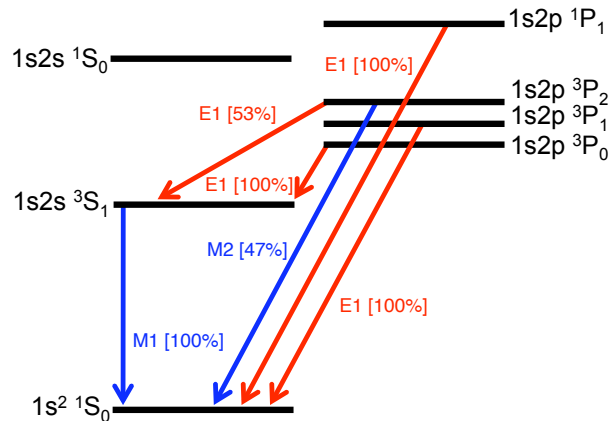 1s2p ¹P₁
1s2s ¹S₀
E1 [100%]
1s2p ³P₂
E1 [53%]
1s2p ³P₁
1s2p ³P₀
E1 [100%]
1s2s ³S₁
M2 [47%]
E1 [100%]
M1 [100%]
1s² ¹S₀